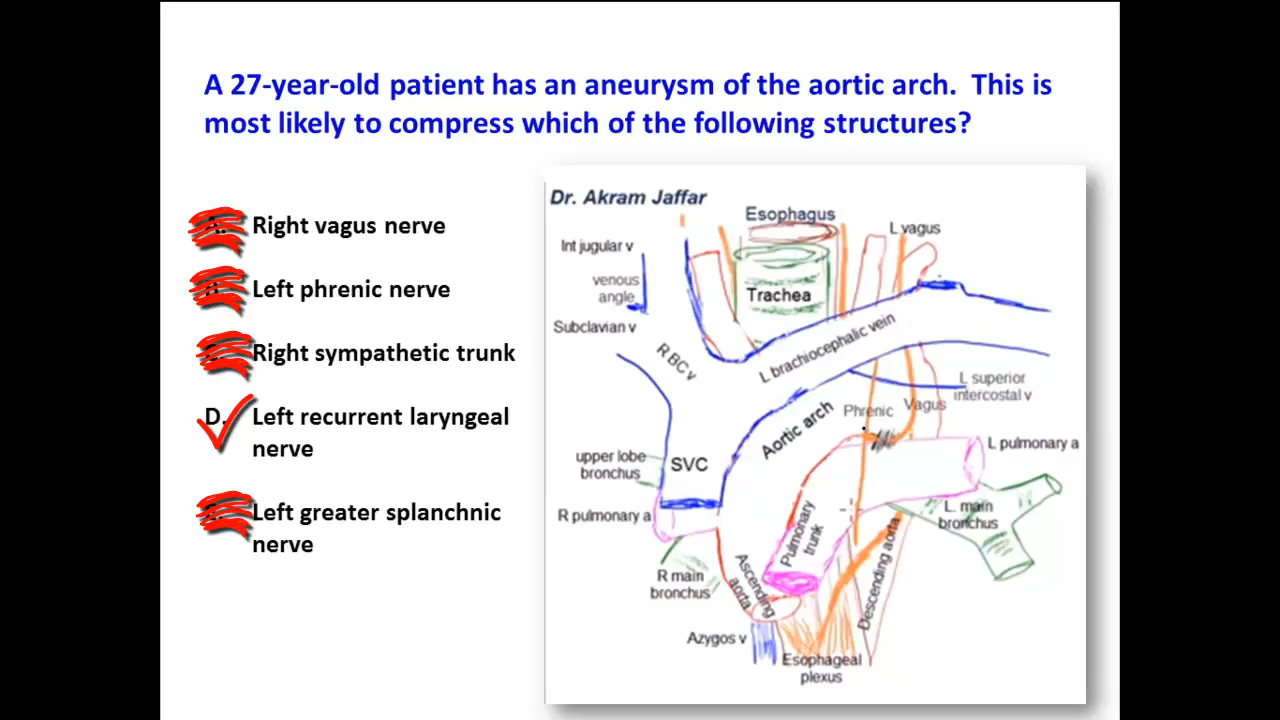 A 27-year-old patient has an aneurysm of the aortic arch. This is
most likely to compress which of the following structures?
Right vagus nerve
Left phrenic nerve
Right sympathetic trunk
D. Left recurrent laryngeal
nerve
Left greater splanchnic
nerve
Dr. Akram Jaffar
Esophagus
L vagus
Int jugular v
venous
angle
Trachea
Subclavian v
R BC v
L brachiocephalic vein
L superior
intercostal v
Aortic arch
Phrenic
Vagus
L pulmonary a
upper lobe
bronchus
SVC
R pulmonary a
Pulmonary
trunk
L. main
bronchus
R main
bronchus
Ascending
aorta
Descending aorta
Azygos v
Esophageal
plexus